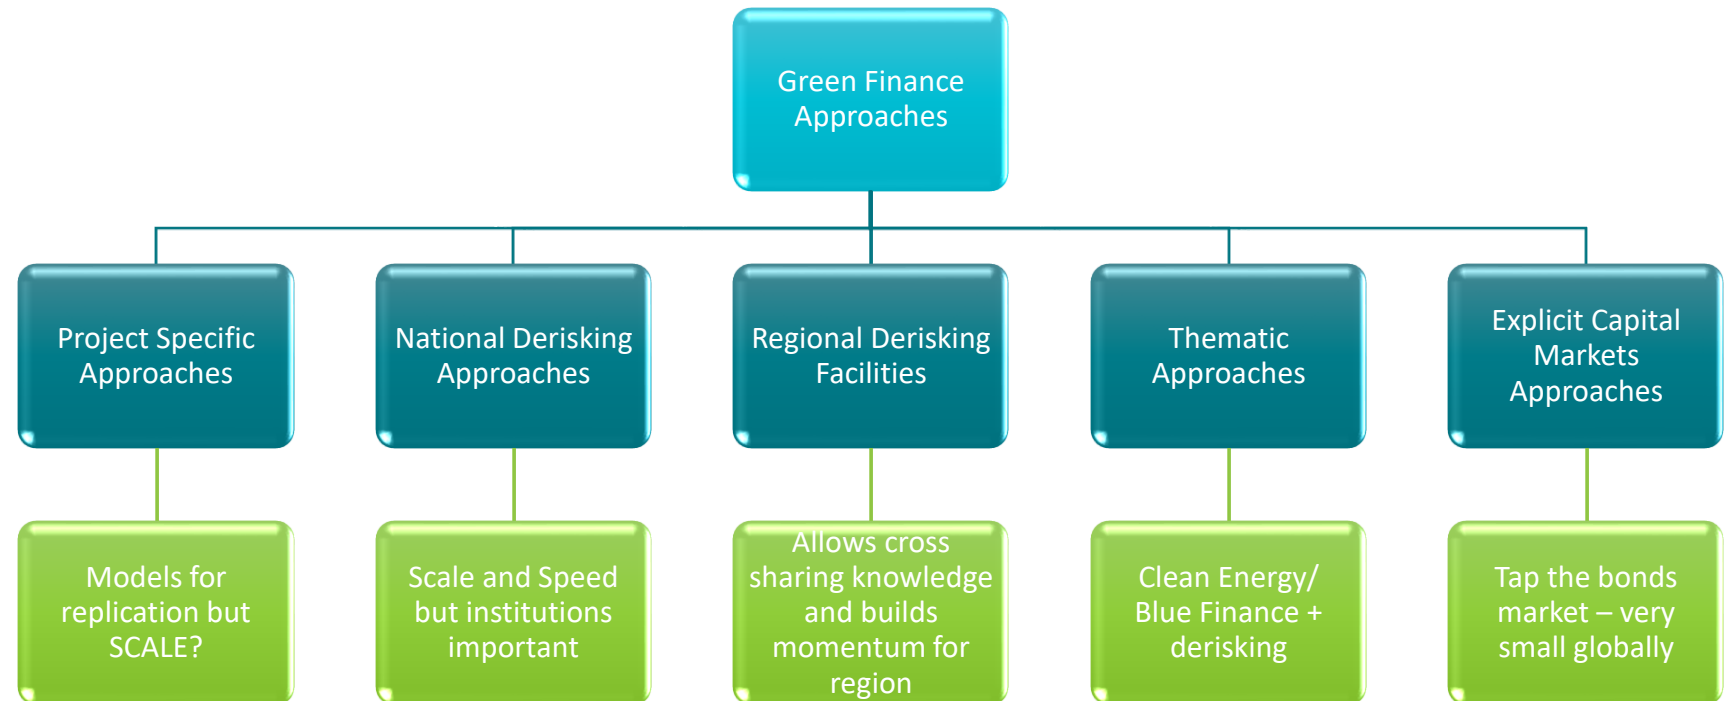 Green Finance
Approaches
Project Specific
Approaches
National Derisking
Approaches
Regional Derisking
Facilities
Thematic
Approaches
Explicit Capital
Markets
Approaches
Models for
replication but
SCALE?
Scale and Speed
but institutions
important
Allows cross
sharing knowledge
and builds
momentum for
region
Clean Energy/
Blue Finance +
derisking
Tap the bonds
market – very
small globally